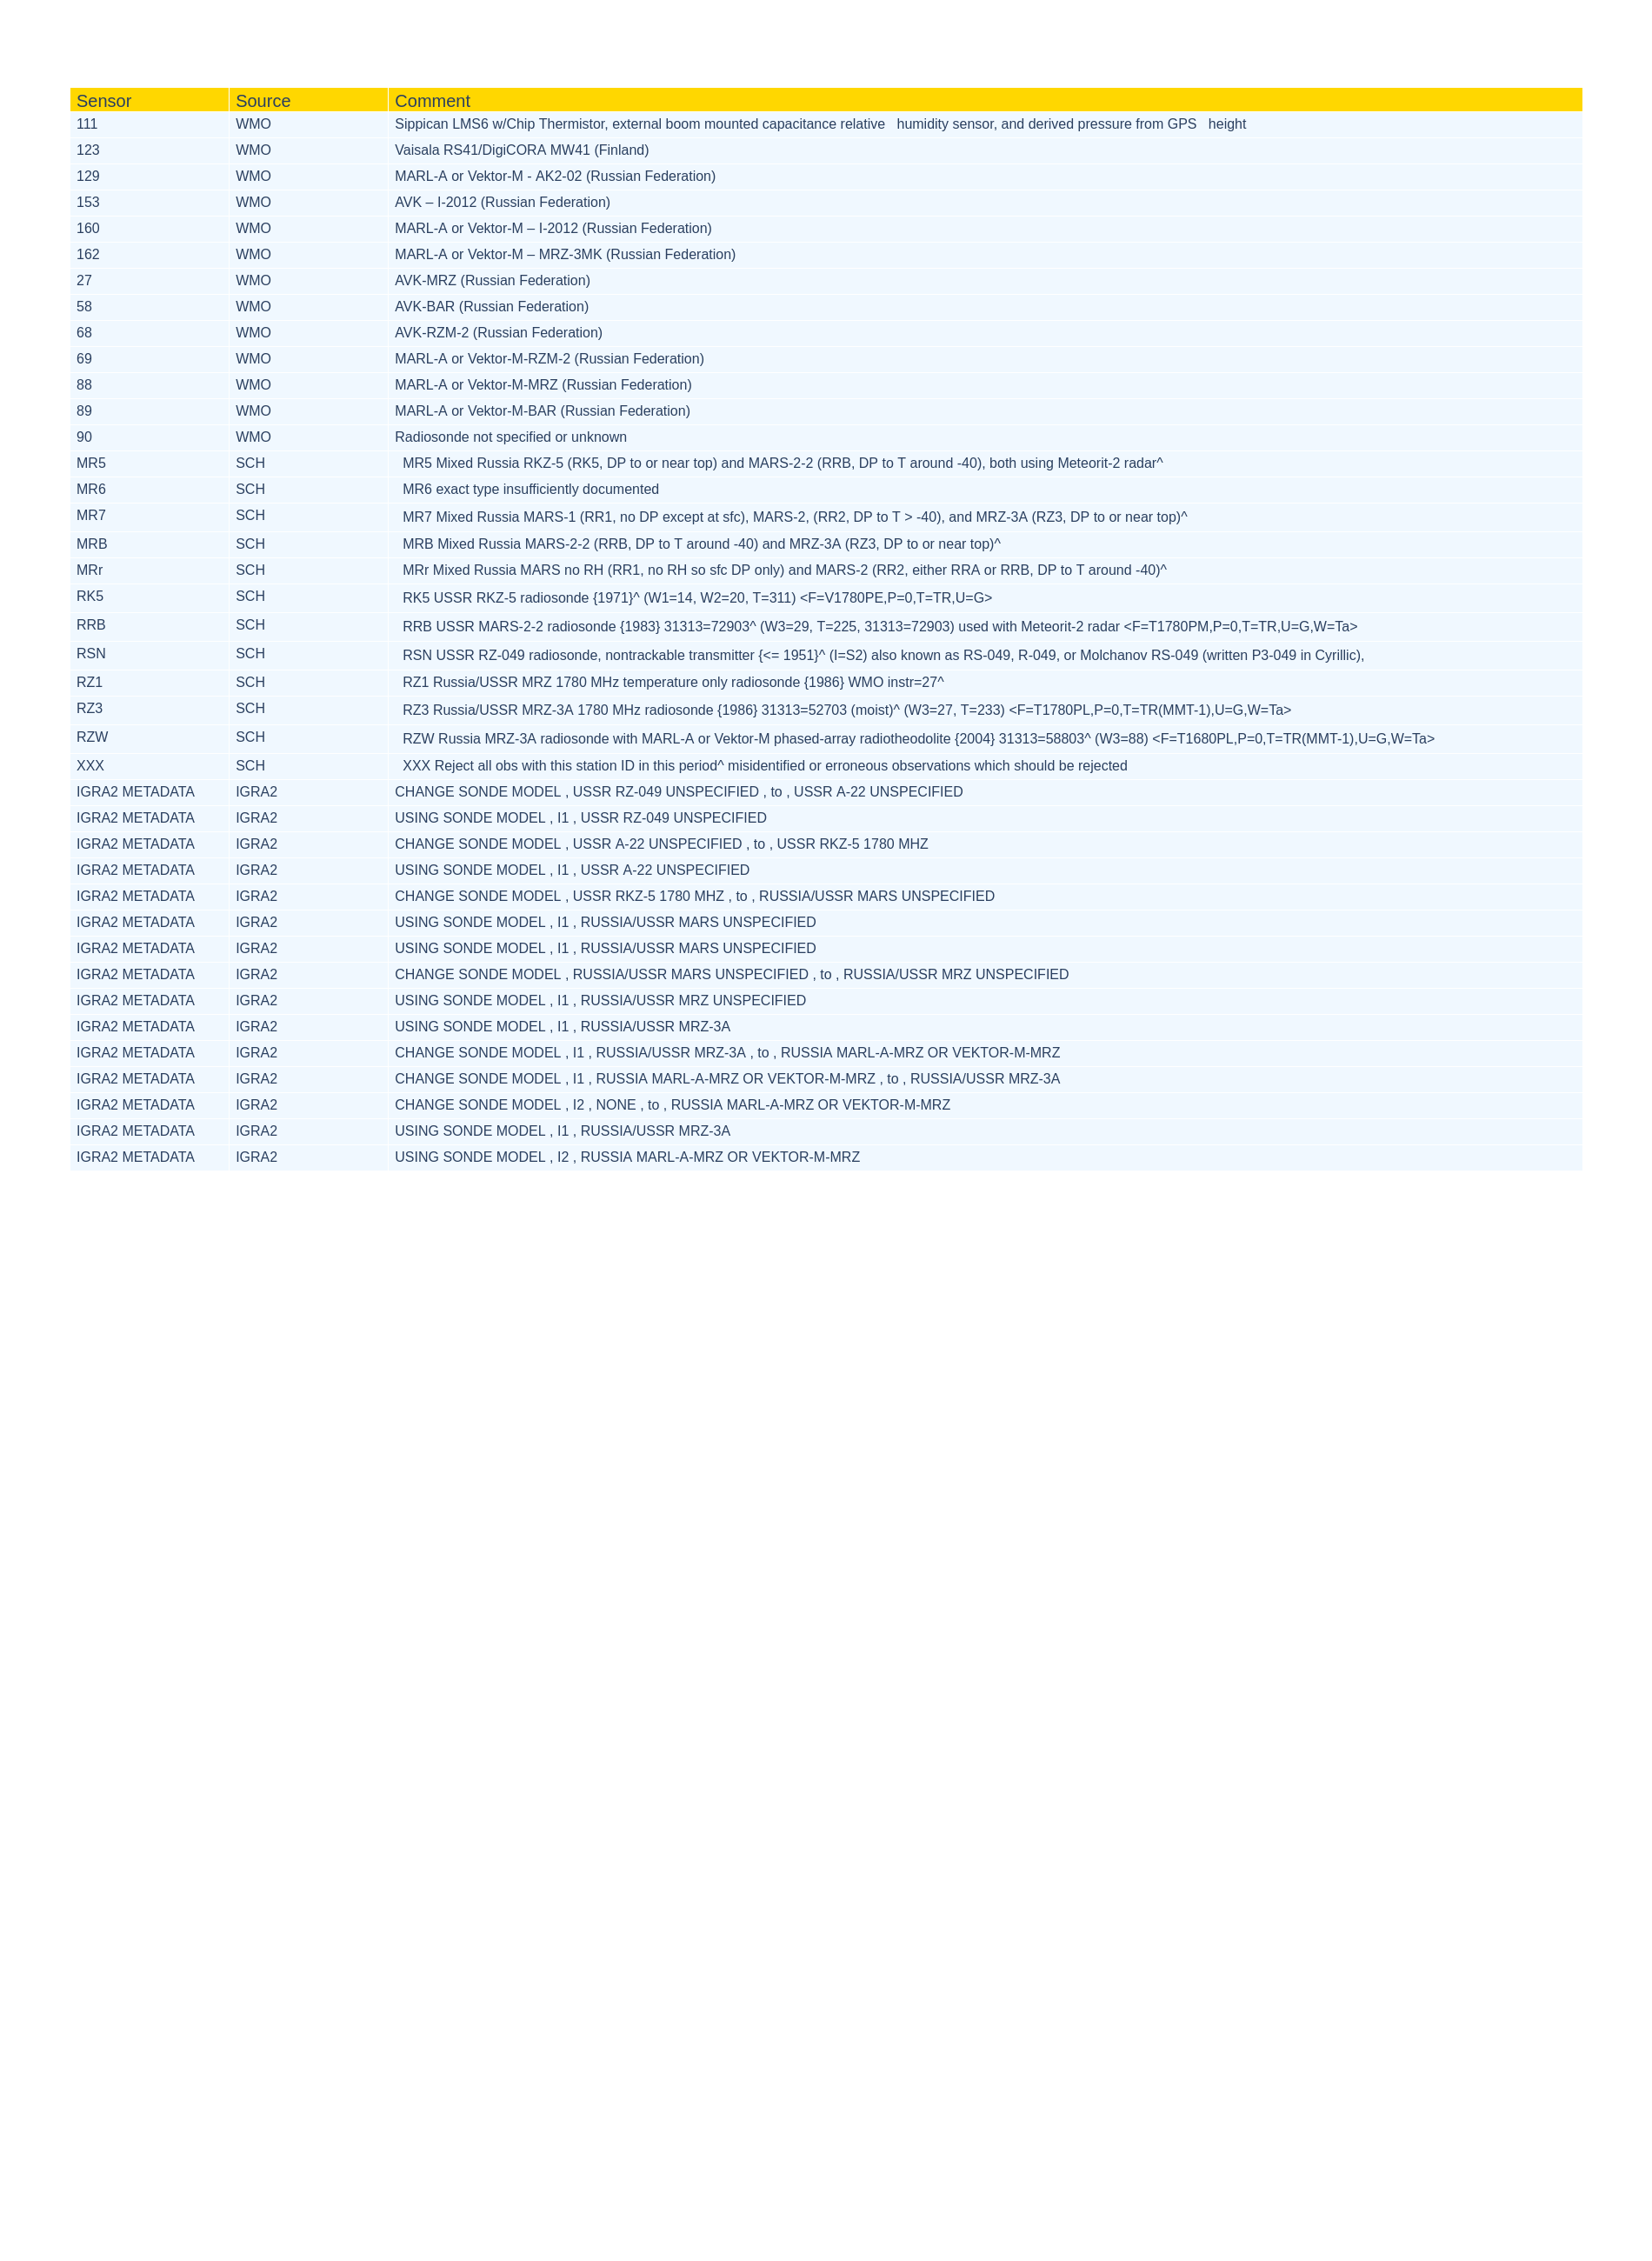 Sensor Source Comment
111 WMO Sippican LMS6 w/Chip Thermistor, external boom mounted capacitance relative humidity sensor, and derived pressure from GPS height
123 WMO Vaisala RS41/DigiCORA MW41 (Finland)
129 WMO MARL-A or Vektor-M - AK2-02 (Russian Federation)
153 WMO AVK – I-2012 (Russian Federation)
160 WMO MARL-A or Vektor-M – I-2012 (Russian Federation)
162 WMO MARL-A or Vektor-M – MRZ-3MK (Russian Federation)
27 WMO AVK-MRZ (Russian Federation)
58 WMO AVK-BAR (Russian Federation)
68 WMO AVK-RZM-2 (Russian Federation)
69 WMO MARL-A or Vektor-M-RZM-2 (Russian Federation)
88 WMO MARL-A or Vektor-M-MRZ (Russian Federation)
89 WMO MARL-A or Vektor-M-BAR (Russian Federation)
90 WMO Radiosonde not specified or unknown
MR5 SCH MR5 Mixed Russia RKZ-5 (RK5, DP to or near top) and MARS-2-2 (RRB, DP to T around -40), both using Meteorit-2 radar^
MR6 SCH MR6 exact type insufficiently documented
MR7 SCH MR7 Mixed Russia MARS-1 (RR1, no DP except at sfc), MARS-2, (RR2, DP to T > -40), and MRZ-3A (RZ3, DP to or near top)^
MRB SCH MRB Mixed Russia MARS-2-2 (RRB, DP to T around -40) and MRZ-3A (RZ3, DP to or near top)^
MRr SCH MRr Mixed Russia MARS no RH (RR1, no RH so sfc DP only) and MARS-2 (RR2, either RRA or RRB, DP to T around -40)^
RK5 SCH RK5 USSR RKZ-5 radiosonde {1971}^ (W1=14, W2=20, T=311) <F=V1780PE,P=0,T=TR,U=G>
RRB SCH RRB USSR MARS-2-2 radiosonde {1983} 31313=72903^ (W3=29, T=225, 31313=72903) used with Meteorit-2 radar <F=T1780PM,P=0,T=TR,U=G,W=Ta>
RSN SCH RSN USSR RZ-049 radiosonde, nontrackable transmitter {<= 1951}^ (I=S2) also known as RS-049, R-049, or Molchanov RS-049 (written P3-049 in Cyrillic),
RZ1 SCH RZ1 Russia/USSR MRZ 1780 MHz temperature only radiosonde {1986} WMO instr=27^
RZ3 SCH RZ3 Russia/USSR MRZ-3A 1780 MHz radiosonde {1986} 31313=52703 (moist)^ (W3=27, T=233) <F=T1780PL,P=0,T=TR(MMT-1),U=G,W=Ta>
RZW SCH RZW Russia MRZ-3A radiosonde with MARL-A or Vektor-M phased-array radiotheodolite {2004} 31313=58803^ (W3=88) <F=T1680PL,P=0,T=TR(MMT-1),U=G,W=Ta>
XXX SCH XXX Reject all obs with this station ID in this period^ misidentified or erroneous observations which should be rejected
IGRA2 METADATA IGRA2 CHANGE SONDE MODEL , USSR RZ-049 UNSPECIFIED , to , USSR A-22 UNSPECIFIED
IGRA2 METADATA IGRA2 USING SONDE MODEL , I1 , USSR RZ-049 UNSPECIFIED
IGRA2 METADATA IGRA2 CHANGE SONDE MODEL , USSR A-22 UNSPECIFIED , to , USSR RKZ-5 1780 MHZ
IGRA2 METADATA IGRA2 USING SONDE MODEL , I1 , USSR A-22 UNSPECIFIED
IGRA2 METADATA IGRA2 CHANGE SONDE MODEL , USSR RKZ-5 1780 MHZ , to , RUSSIA/USSR MARS UNSPECIFIED
IGRA2 METADATA IGRA2 USING SONDE MODEL , I1 , RUSSIA/USSR MARS UNSPECIFIED
IGRA2 METADATA IGRA2 USING SONDE MODEL , I1 , RUSSIA/USSR MARS UNSPECIFIED
IGRA2 METADATA IGRA2 CHANGE SONDE MODEL , RUSSIA/USSR MARS UNSPECIFIED , to , RUSSIA/USSR MRZ UNSPECIFIED
IGRA2 METADATA IGRA2 USING SONDE MODEL , I1 , RUSSIA/USSR MRZ UNSPECIFIED
IGRA2 METADATA IGRA2 USING SONDE MODEL , I1 , RUSSIA/USSR MRZ-3A
IGRA2 METADATA IGRA2 CHANGE SONDE MODEL , I1 , RUSSIA/USSR MRZ-3A , to , RUSSIA MARL-A-MRZ OR VEKTOR-M-MRZ
IGRA2 METADATA IGRA2 CHANGE SONDE MODEL , I1 , RUSSIA MARL-A-MRZ OR VEKTOR-M-MRZ , to , RUSSIA/USSR MRZ-3A
IGRA2 METADATA IGRA2 CHANGE SONDE MODEL , I2 , NONE , to , RUSSIA MARL-A-MRZ OR VEKTOR-M-MRZ
IGRA2 METADATA IGRA2 USING SONDE MODEL , I1 , RUSSIA/USSR MRZ-3A
IGRA2 METADATA IGRA2 USING SONDE MODEL , I2 , RUSSIA MARL-A-MRZ OR VEKTOR-M-MRZ